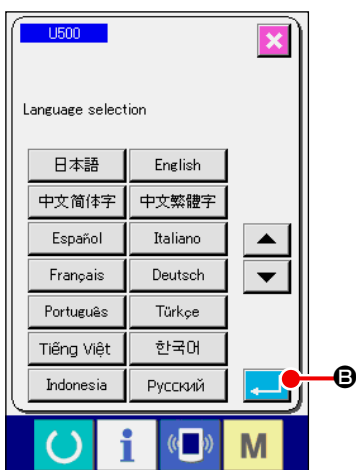 U500
Language selection
日本語 English
中文简体字 中文繁體字
Español Italiano
Français Deutsch
Português Türkçe
Tiếng Việt 한국어
Indonesia Русский
B
i M